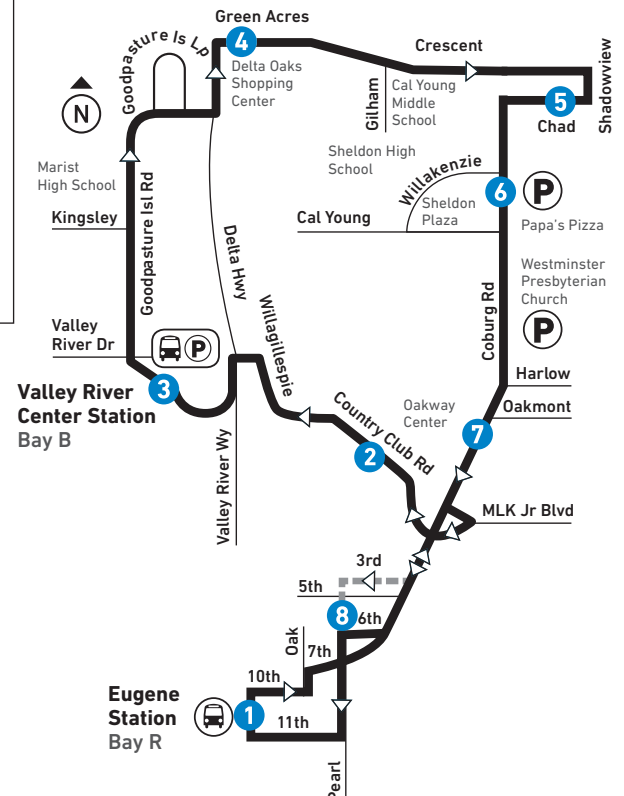 Green Acres
Goodpasture Is Lp
4
Crescent
Delta Oaks
Shopping
Center
Shadowview
N
Gilham
Cal Young
Middle
School
5
Chad
Sheldon High
School
Marist
High School
Willakenzie
6
P
Kingsley
Goodpasture Isl Rd
Sheldon
Plaza
Cal Young
Papa's Pizza
Delta Hwy
Westminster
Presbyterian
Church
P
Willagillespie
Coburg Rd
Valley
River Dr
P
Harlow
3
Valley River
Center Station
Bay B
Oakmont
Country Club Rd
Oakway
Center
7
2
Valley River Wy
MLK Jr Blvd
3rd
5th
8
6th
Oak
7th
10th
Eugene
Station
Bay R
1
11th
Pearl